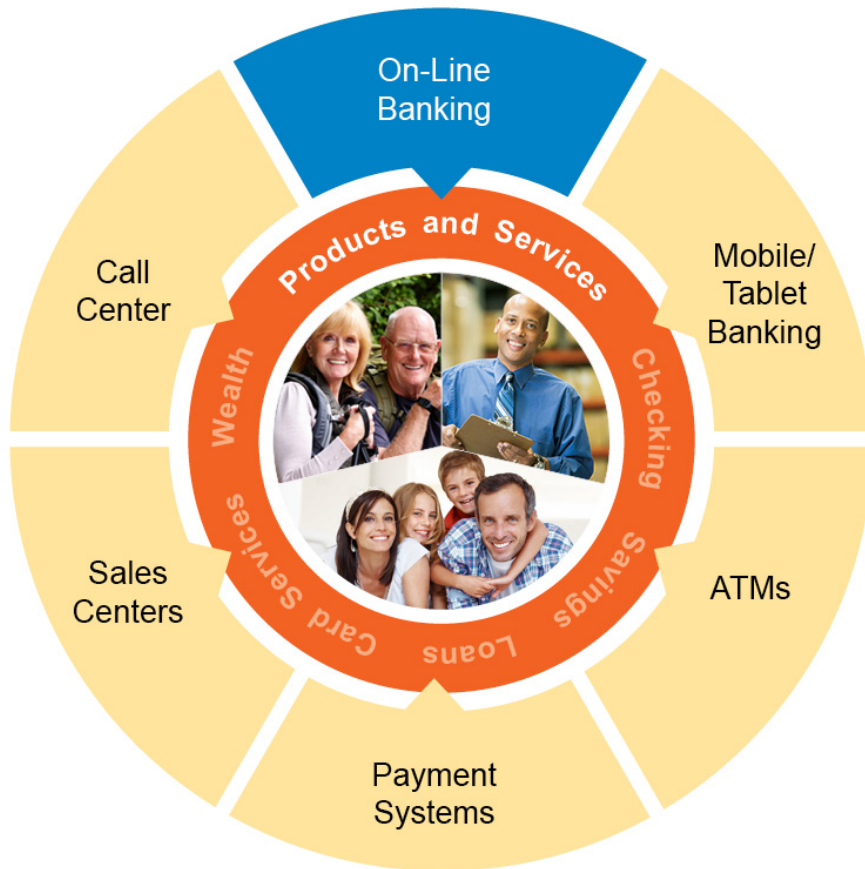 On-Line
Banking
Mobile/
Tablet
Banking
ATMs
Payment
Systems
Sales
Centers
Call
Center
Products and Services
Checking
Savings
Loans
Card Services
Wealth